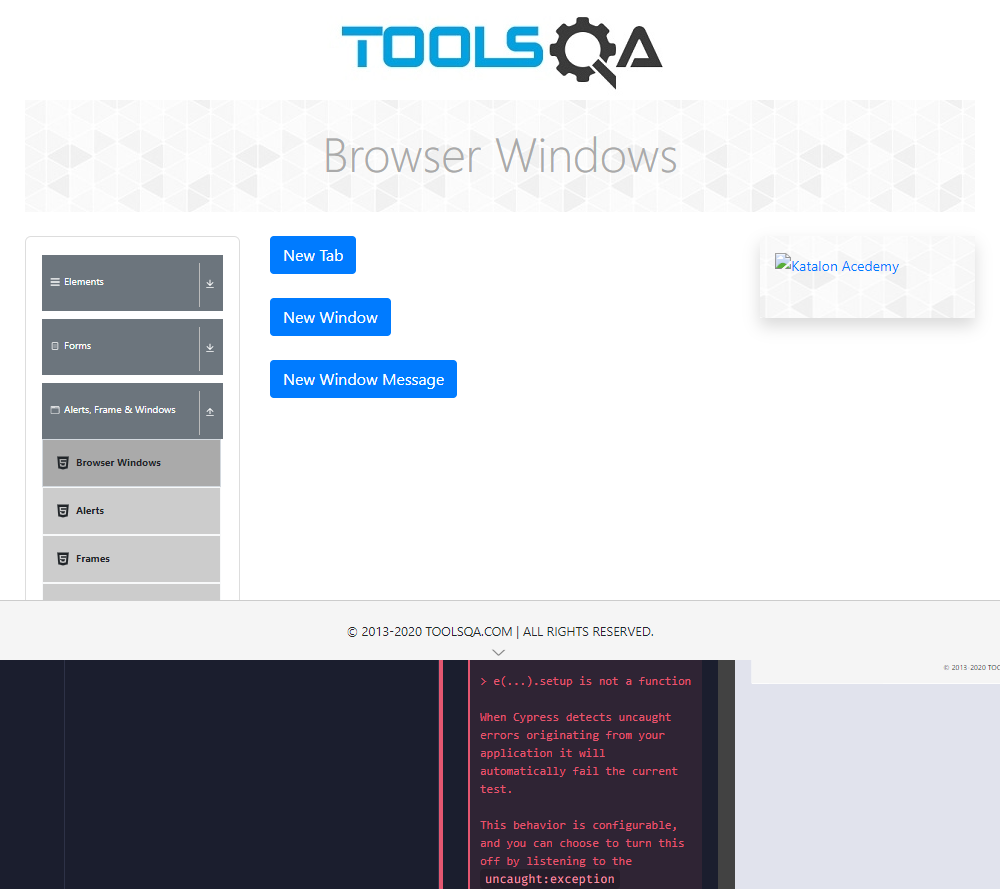 TOOLSQA
Browser Windows
Elements
Forms
Alerts, Frame & Windows
Browser Windows
Alerts
Frames
New Tab
New Window
New Window Message
Katalon Acedemy
© 2013-2020 TOOLSQA.COM | ALL RIGHTS RESERVED.
> e(...).setup is not a function
When Cypress detects uncaught
errors originating from your
application it will
automatically fail the current
test.
This behavior is configurable,
and you can choose to turn this
off by listening to the
uncaught:exception
© 2013-2020 TOO